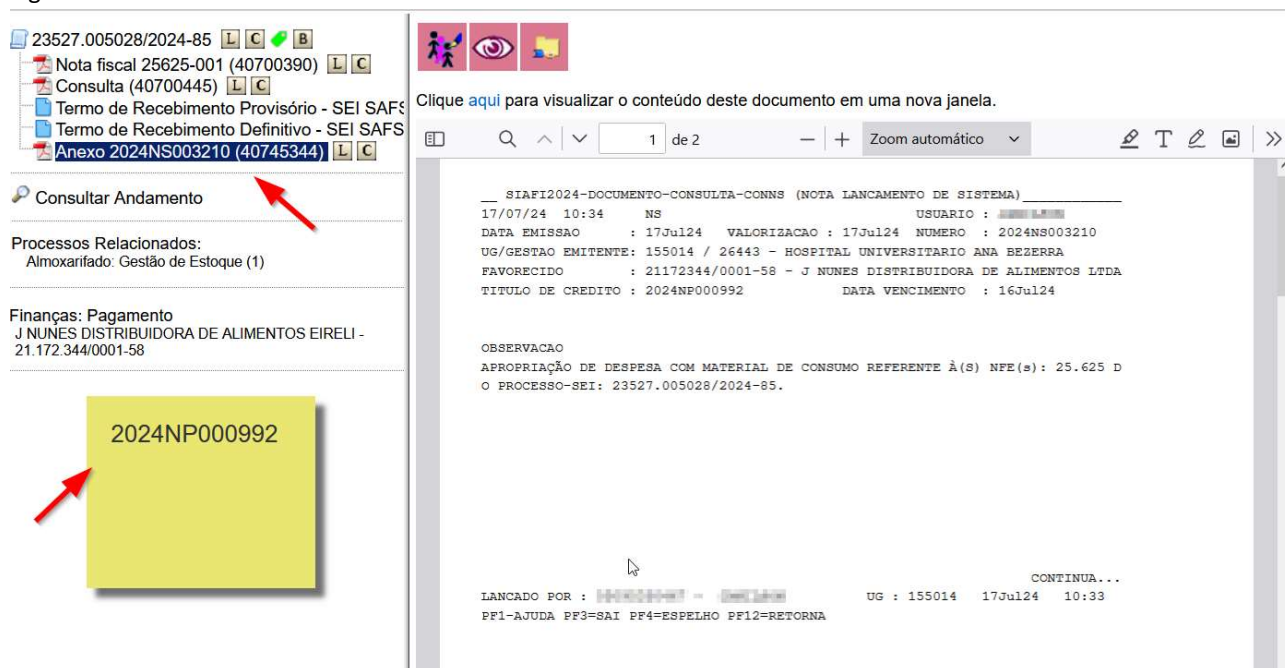 23527.005028/2024-85 L C B
Nota fiscal 25625-001 (40700390) L C
Consulta (40700445) L C
Termo de Recebimento Provisório - SEI SAFS
Termo de Recebimento Definitivo - SEI SAFS
Anexo 2024NS003210 (40745344) L C
Consultar Andamento
Processos Relacionados:
Almoxarifado: Gestão de Estoque (1)
Finanças: Pagamento
J NUNES DISTRIBUIDORA DE ALIMENTOS EIRELI -
21.172.344/0001-58
2024NP000992
Clique aqui para visualizar o conteúdo deste documento em uma nova janela.
1 de 2 Zoom automático
__ SIAFI2024-DOCUMENTO-CONSULTA-CONNS (NOTA LANCAMENTO DE SISTEMA)____________
17/07/24 10:34 NS USUARIO :
DATA EMISSAO : 17Jul24 VALORIZACAO : 17Jul24 NUMERO : 2024NS003210
UG/GESTAO EMITENTE: 155014 / 26443 - HOSPITAL UNIVERSITARIO ANA BEZERRA
FAVORECIDO : 21172344/0001-58 - J NUNES DISTRIBUIDORA DE ALIMENTOS LTDA
TITULO DE CREDITO : 2024NP000992 DATA VENCIMENTO : 16Jul24
OBSERVACAO
APROPRIAÇÃO DE DESPESA COM MATERIAL DE CONSUMO REFERENTE À(S) NFE(s): 25.625 D
O PROCESSO-SEI: 23527.005028/2024-85.
CONTINUA...
LANCADO POR : - UG : 155014 17Jul24 10:33
PF1-AJUDA PF3=SAI PF4=ESPELHO PF12=RETORNA